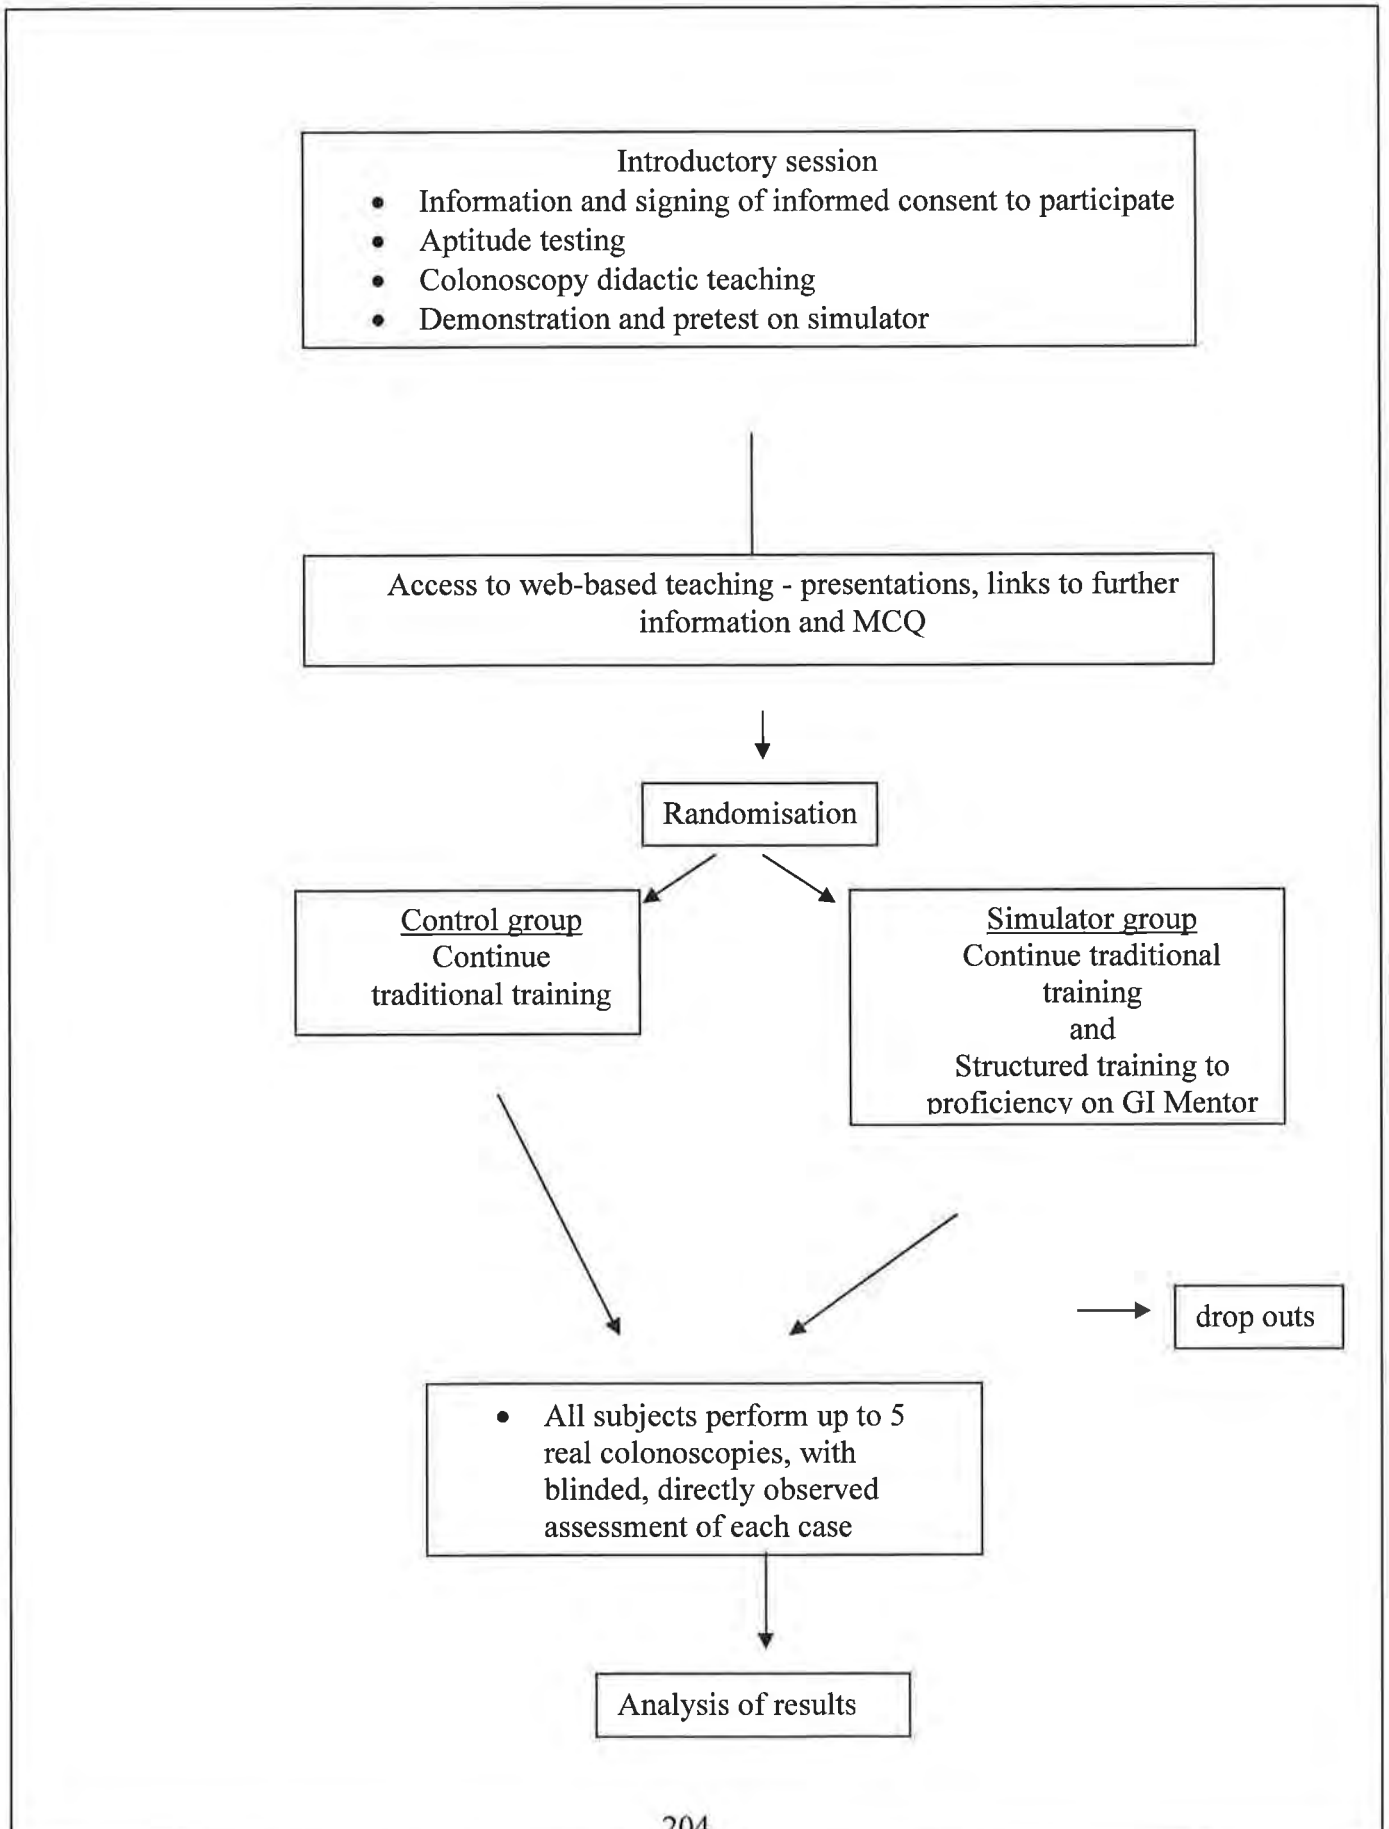 Introductory session
• Information and signing of informed consent to participate
• Aptitude testing
• Colonoscopy didactic teaching
• Demonstration and pretest on simulator
Access to web-based teaching - presentations, links to further
information and MCQ
Randomisation
Control group
Continue
traditional training
Simulator group
Continue traditional
training
and
Structured training to
proficiency on GI Mentor
drop outs
• All subjects perform up to 5
real colonoscopies, with
blinded, directly observed
assessment of each case
Analysis of results
204